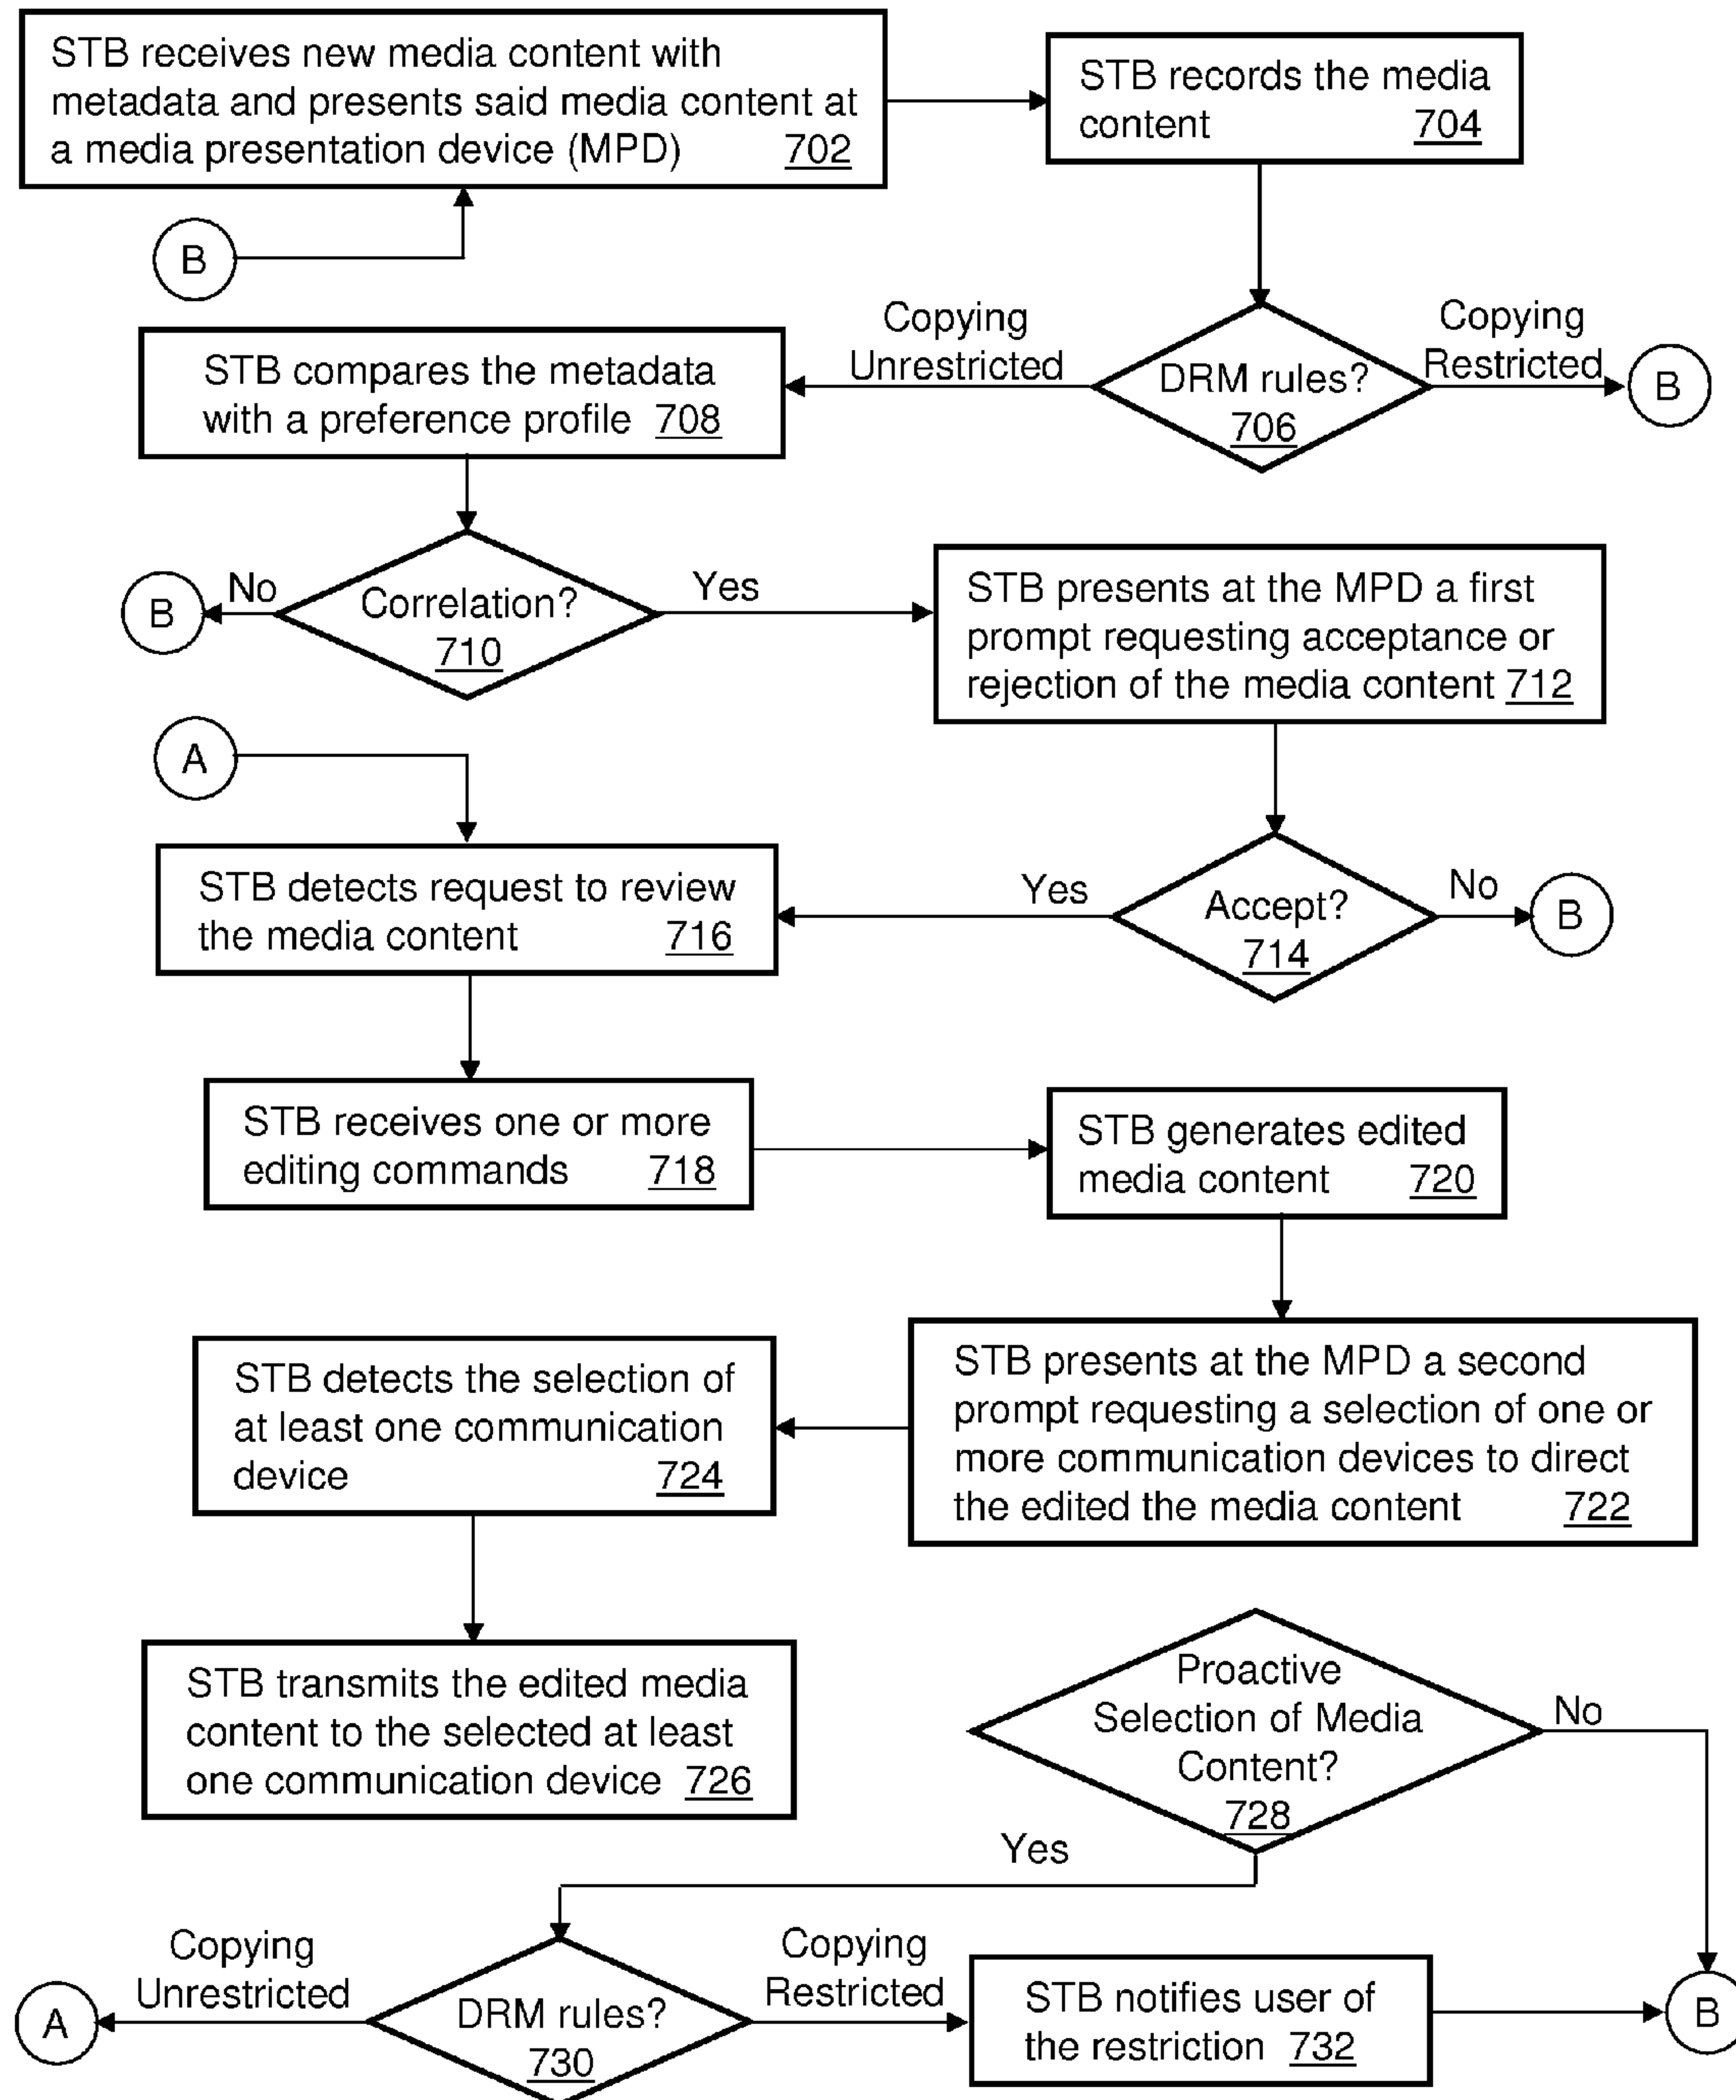 STB receives new media content with
metadata and presents said media content at
a media presentation device (MPD) 702
STB records the media
content 704
B
Copying
Unrestricted
DRM rules?
706
Copying
Restricted
B
STB compares the metadata
with a preference profile 708
B
No
Correlation?
710
Yes
STB presents at the MPD a first
prompt requesting acceptance or
rejection of the media content 712
A
STB detects request to review
the media content 716
Yes
Accept?
714
No
B
STB receives one or more
editing commands 718
STB generates edited
media content 720
STB detects the selection of
at least one communication
device 724
STB presents at the MPD a second
prompt requesting a selection of one or
more communication devices to direct
the edited the media content 722
STB transmits the edited media
content to the selected at least
one communication device 726
Proactive
Selection of Media
Content?
728
No
Yes
Copying
Unrestricted
A
DRM rules?
730
Copying
Restricted
STB notifies user of
the restriction 732
B